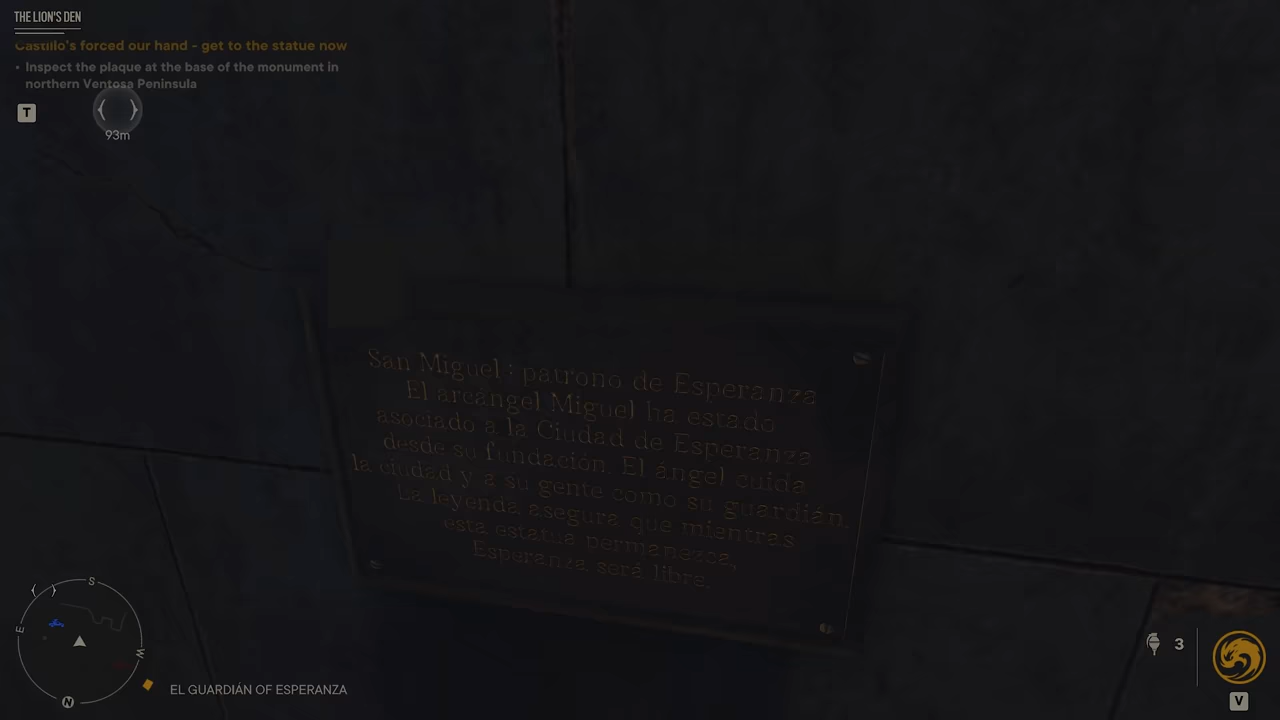 THE LION'S DEN
Castillo's forced our hand - get to the statue now
• Inspect the plaque at the base of the monument in
northern Ventosa Peninsula
T
93m
San Miguel : patrono de Esperanza
El arcángel Miguel ha estado
asociado a la Ciudad de Esperanza
desde su fundación. El ángel cuida
la ciudad y a su gente como su guardián.
La leyenda asegura que mientras
esta estatua permanezca,
Esperanza será libre.
S
E
W
N
EL GUARDIÁN OF ESPERANZA
3
V